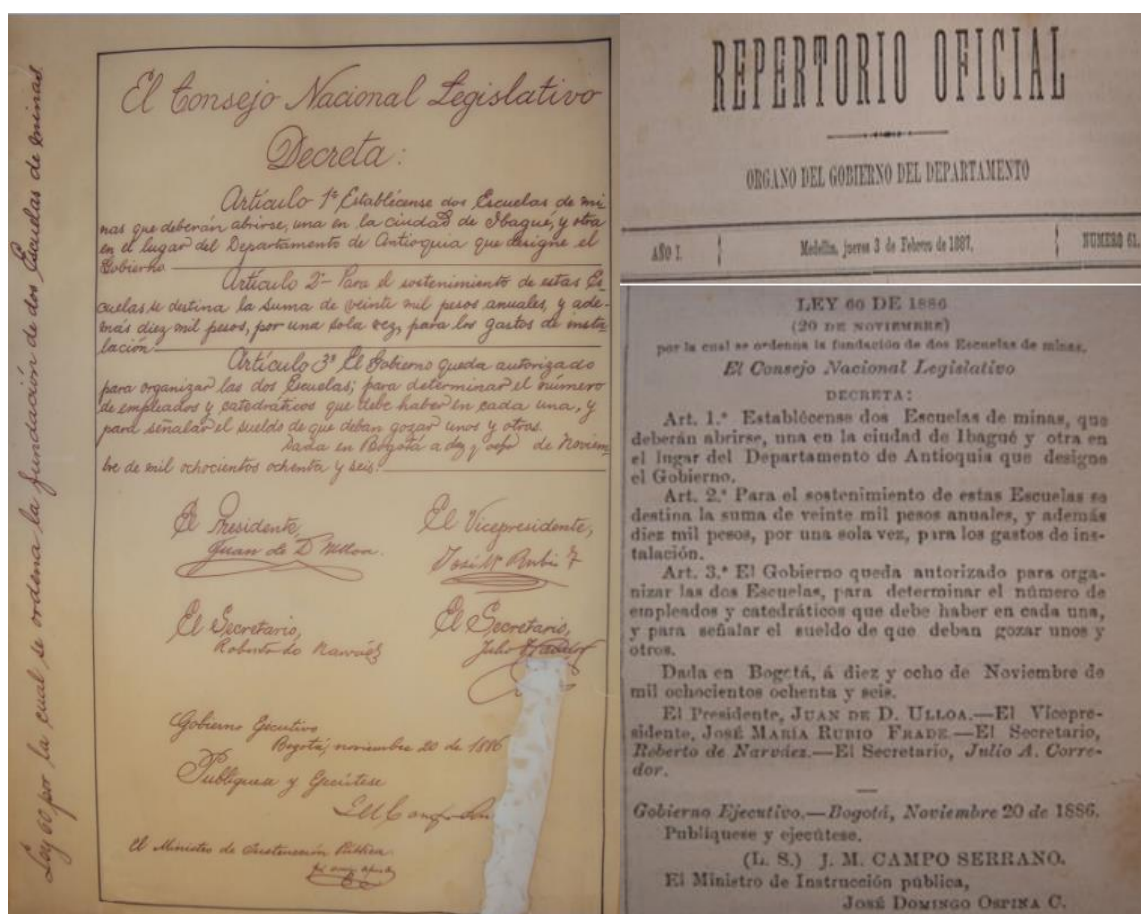 Ley 60 por la cual se ordena la fundación de dos Escuelas de minas.
El Consejo Nacional Legislativo
Decreta:
Artículo 1º Establécense dos Escuelas de mi-
nas que deberán abrirse, una en la ciudad de Ibagué, y otra
en el lugar del Departamento de Antioquia que designe el
Gobierno.
Artículo 2º Para el sostenimiento de estas Es-
cuelas se destina la suma de veinte mil pesos anuales, y ade-
más diez mil pesos, por una sola vez, para los gastos de insta-
lación.
Artículo 3º El Gobierno queda autorizado
para organizar las dos Escuelas; para determinar el número
de empleados y catedráticos que debe haber en cada una, y
para señalar el sueldo de que deban gozar unos y otros.
Dada en Bogotá a diez y ocho de Noviem-
bre de mil ochocientos ochenta y seis.
El Presidente,
Juan de D. Ulloa.
El Vicepresidente,
José Mª Rubio F
El Secretario,
Roberto de Narváez
El Secretario,
Julio
Gobierno Ejecutivo
Bogotá, noviembre 20 de 1886
Publíquese y Ejecútese
J M Campo
El Ministro de Instrucción Pública
REPERTORIO OFICIAL
ORGANO DEL GOBIERNO DEL DEPARTAMENTO
AÑO I. Medellín, jueves 3 de Febrero de 1887. NUMERO 61.
LEY 60 DE 1886
(20 DE NOVIEMBRE)
por la cual se ordena la fundación de dos Escuelas de minas.
El Consejo Nacional Legislativo
DECRETA:
Art. 1.º Establécense dos Escuelas de minas, que
deberán abrirse, una en la ciudad de Ibagué y otra en
el lugar del Departamento de Antioquia que designe
el Gobierno.
Art. 2.º Para el sostenimiento de estas Escuelas se
destina la suma de veinte mil pesos anuales, y además
diez mil pesos, por una sola vez, para los gastos de ins-
talación.
Art. 3.º El Gobierno queda autorizado para orga-
nizar las dos Escuelas, para determinar el número de
empleados y catedráticos que debe haber en cada una,
y para señalar el sueldo de que deban gozar unos y
otros.
Dada en Bogotá, á diez y ocho de Noviembre de
mil ochocientos ochenta y seis.
El Presidente, JUAN DE D. ULLOA.—El Vicepre-
sidente, JOSÉ MARÍA RUBIO FRADE.—El Secretario,
Roberto de Narváez.—El Secretario, Julio A. Corre-
dor.
Gobierno Ejecutivo.—Bogotá, Noviembre 20 de 1886.
Publíquese y ejecútese.
(L. S.) J. M. CAMPO SERRANO.
El Ministro de Instrucción pública,
JOSÉ DOMINGO OSPINA C.